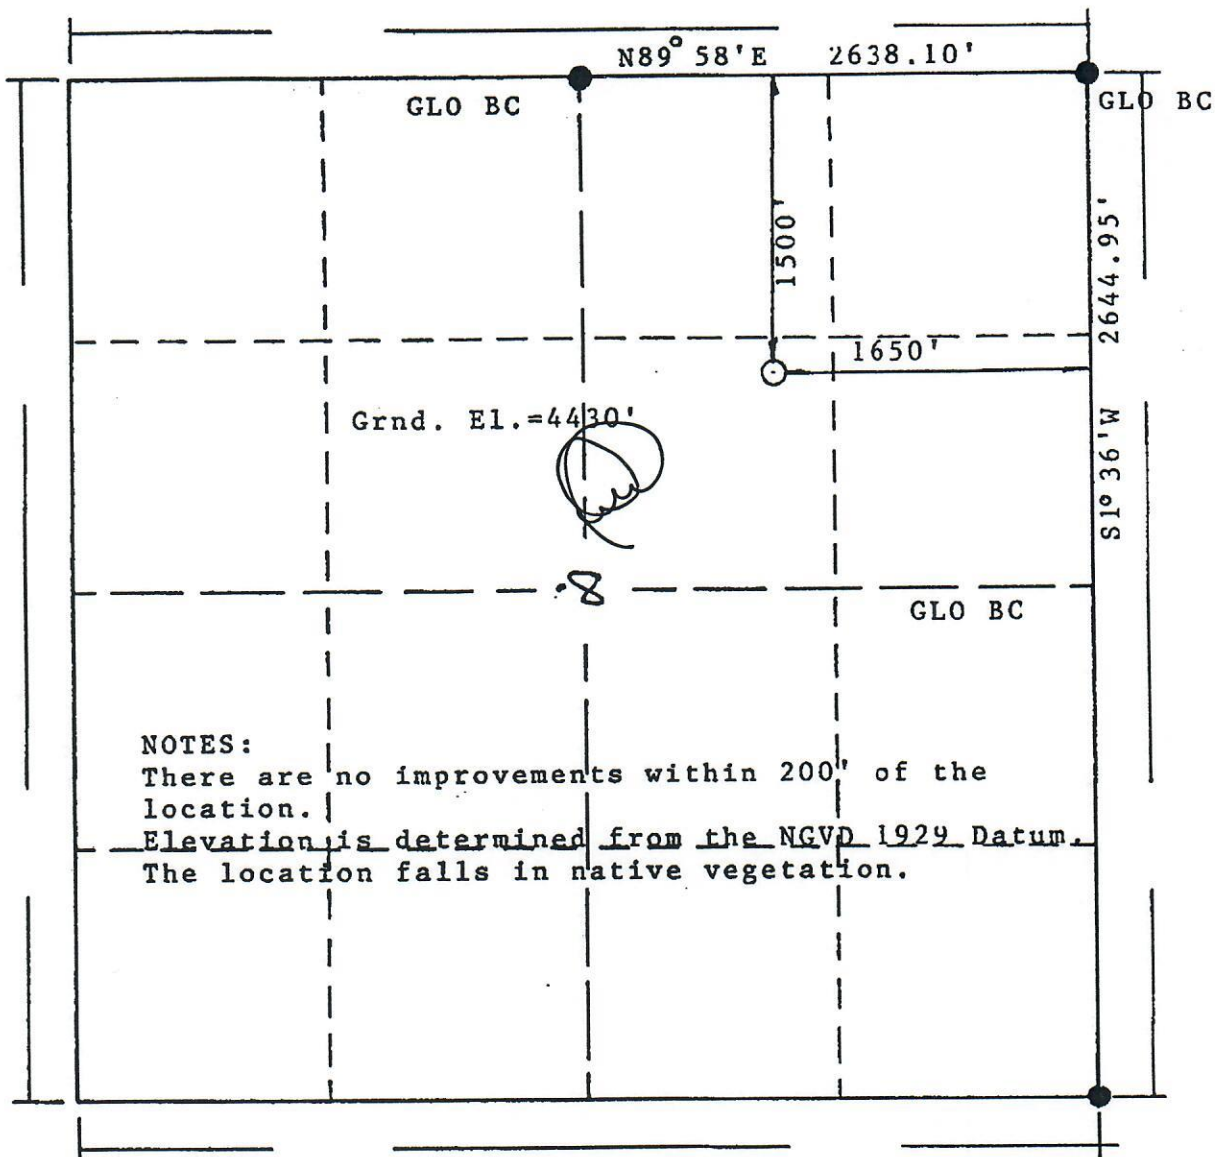 N89° 58'E 2638.10'
GLO BC
GLO BC
1500'
2644.95'
1650'
Grnd. El.=4430'
S1° 36'W
8
GLO BC
NOTES:
There are no improvements within 200' of the
location.
Elevation is determined from the NGVD 1929 Datum.
The location falls in native vegetation.